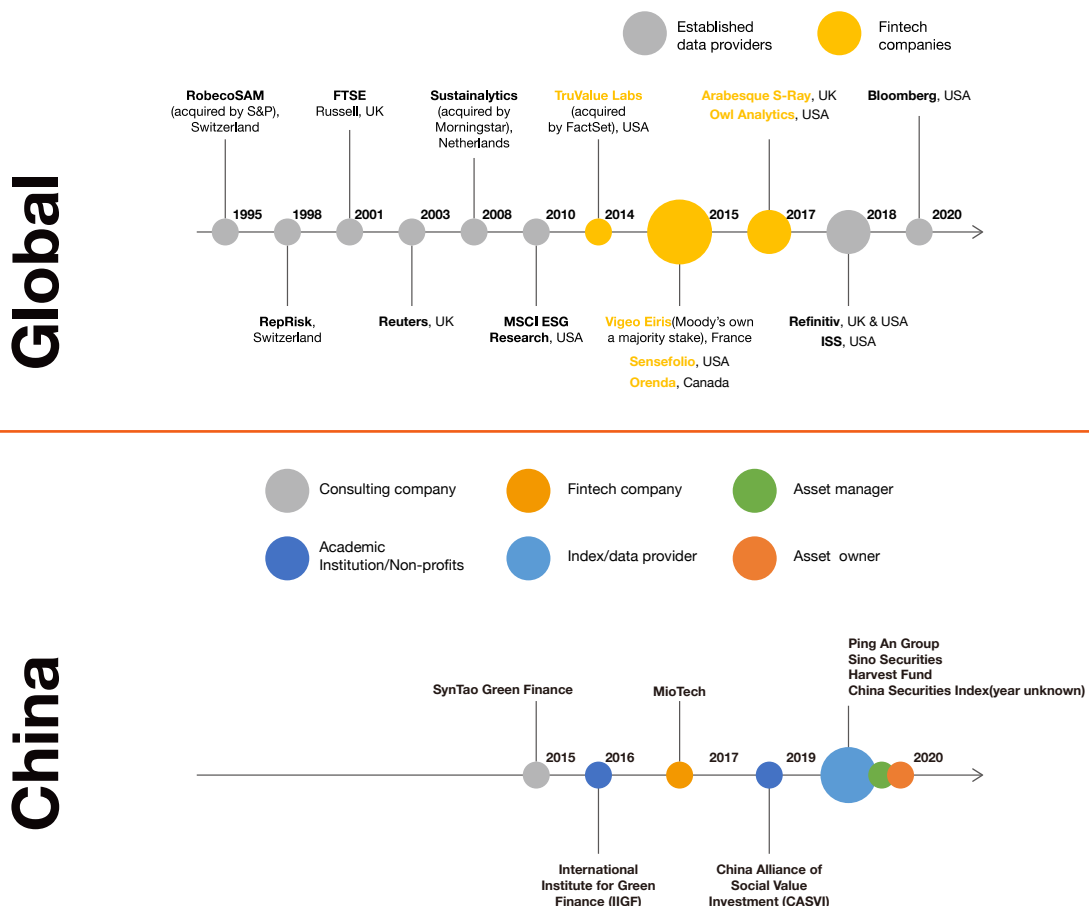 Established
data providers
Fintech
companies
Global
RobecoSAM
(acquired by S&P),
Switzerland
FTSE
Russell, UK
Sustainalytics
(acquired by
Morningstar),
Netherlands
TruValue Labs
(acquired
by FactSet), USA
Arabesque S-Ray, UK
Owl Analytics, USA
Bloomberg, USA
1995
1998
2001
2003
2008
2010
2014
2015
2017
2018
2020
RepRisk,
Switzerland
Reuters, UK
MSCI ESG
Research, USA
Vigeo Eiris(Moody's own
a majority stake), France
Sensefolio, USA
Orenda, Canada
Refinitiv, UK & USA
ISS, USA
Consulting company
Fintech company
Asset manager
Academic
Institution/Non-profits
Index/data provider
Asset owner
China
SynTao Green Finance
MioTech
Ping An Group
Sino Securities
Harvest Fund
China Securities Index(year unknown)
2015
2016
2017
2019
2020
International
Institute for Green
Finance (IIGF)
China Alliance of
Social Value
Investment (CASVI)